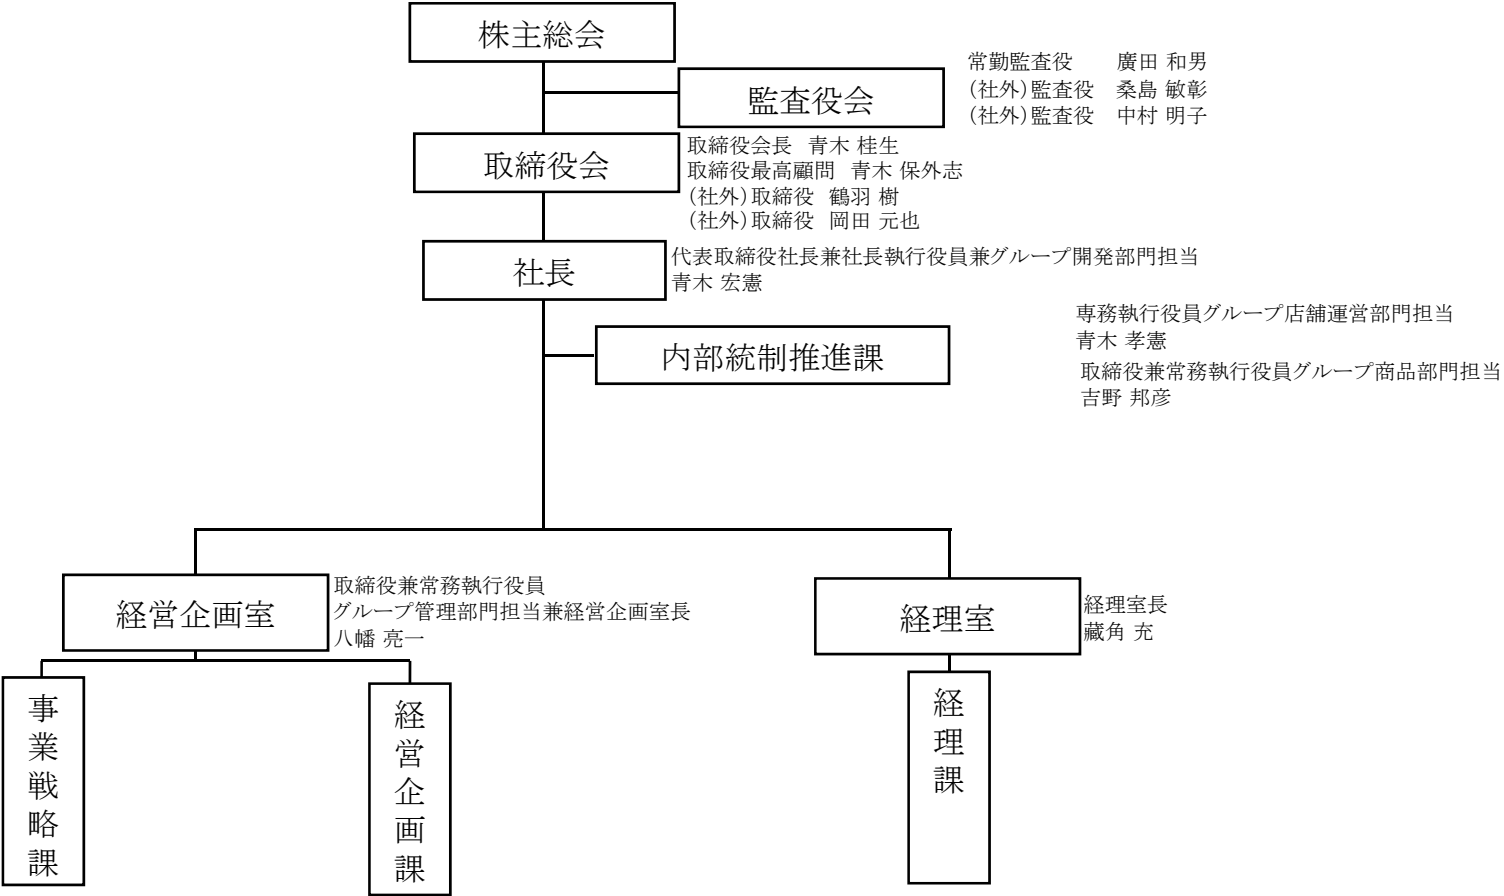 株主総会
常勤監査役　廣田 和男
監査役会
(社外)監査役　桑島 敏彰
(社外)監査役　中村 明子
取締役会
取締役会長　青木 桂生
取締役最高顧問　青木 保外志
(社外)取締役　鶴羽 樹
(社外)取締役　岡田 元也
社長
代表取締役社長兼社長執行役員兼グループ開発部門担当
青木 宏憲
専務執行役員グループ店舗運営部門担当
青木 孝憲
内部統制推進課
取締役兼常務執行役員グループ商品部門担当
吉野 邦彦
経営企画室
取締役兼常務執行役員
グループ管理部門担当兼経営企画室長
八幡 亮一
経理室
経理室長
藏角 充
事業戦略課
経営企画課
経理課